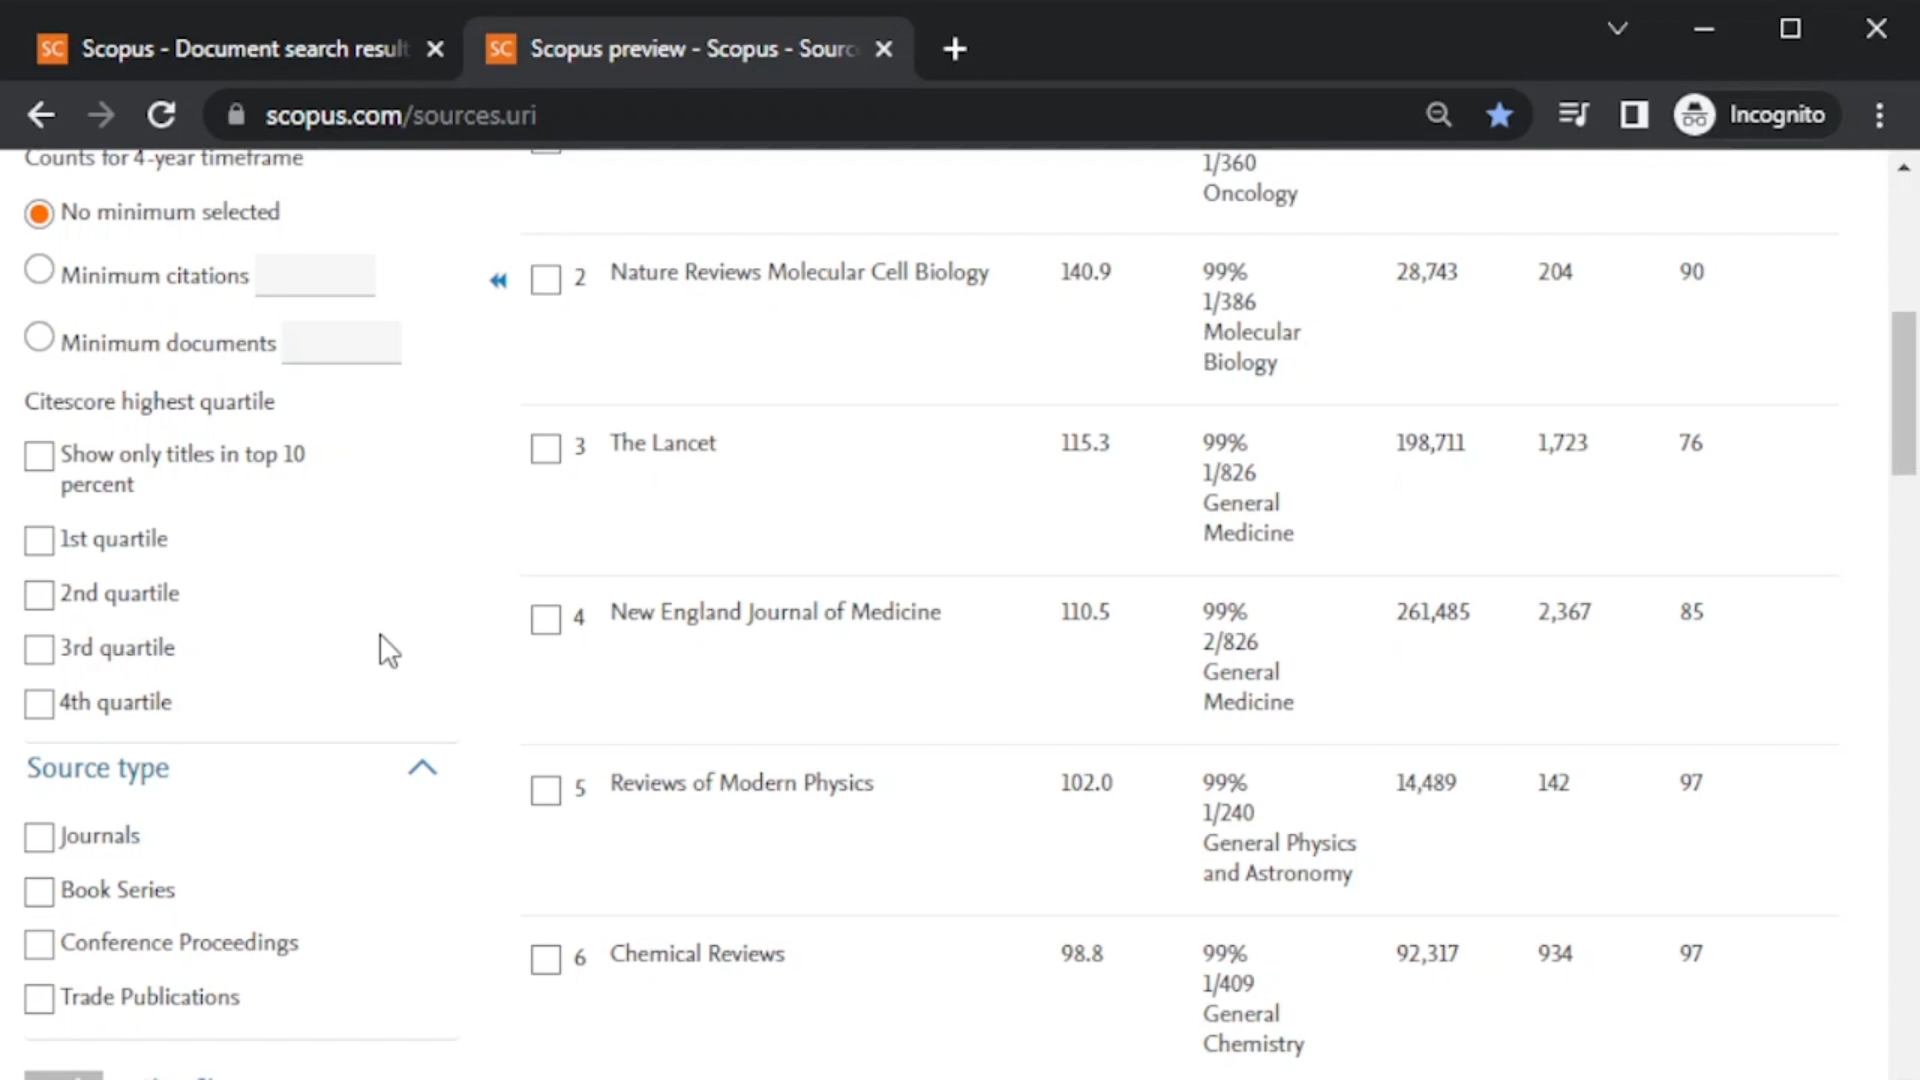 SC Scopus - Document search result
SC Scopus preview - Scopus - Sourc
scopus.com/sources.uri
Incognito
Counts for 4-year timeframe
No minimum selected
Minimum citations
Minimum documents
Citescore highest quartile
Show only titles in top 10
percent
1st quartile
2nd quartile
3rd quartile
4th quartile
Source type
Journals
Book Series
Conference Proceedings
Trade Publications
1/360
Oncology
2 Nature Reviews Molecular Cell Biology 140.9 99% 28,743 204 90
1/386
Molecular
Biology
3 The Lancet 115.3 99% 198,711 1,723 76
1/826
General
Medicine
4 New England Journal of Medicine 110.5 99% 261,485 2,367 85
2/826
General
Medicine
5 Reviews of Modern Physics 102.0 99% 14,489 142 97
1/240
General Physics
and Astronomy
6 Chemical Reviews 98.8 99% 92,317 934 97
1/409
General
Chemistry